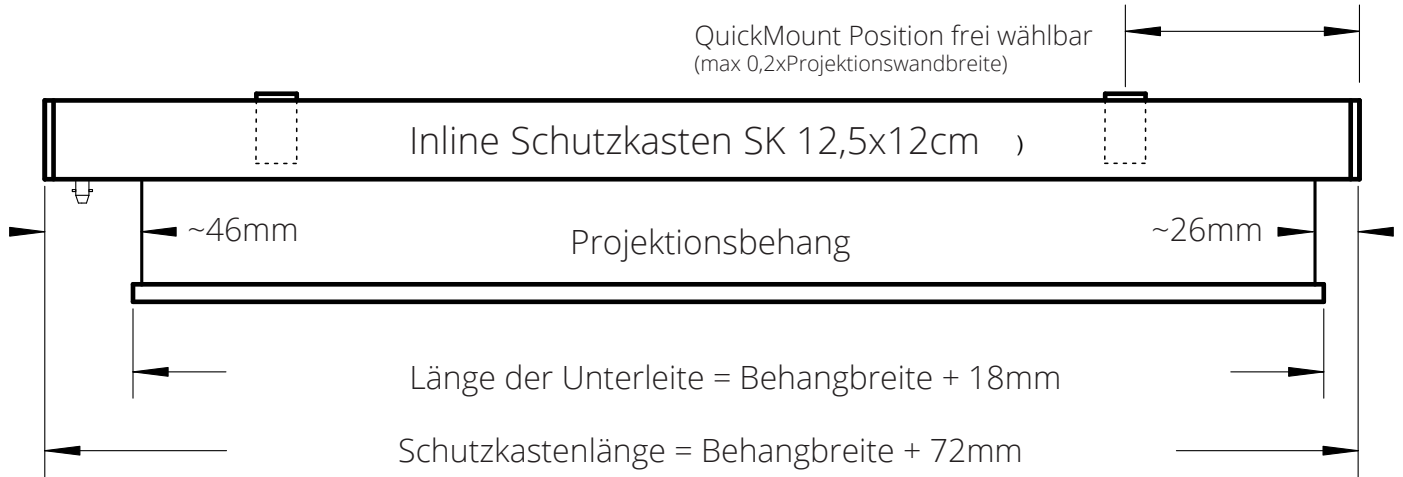 QuickMount Position frei wählbar
(max 0,2xProjektionswandbreite)
Inline Schutzkasten SK 12,5x12cm )
~46mm
Projektionsbehang
~26mm
Länge der Unterleite = Behangbreite + 18mm
Schutzkastenlänge = Behangbreite + 72mm